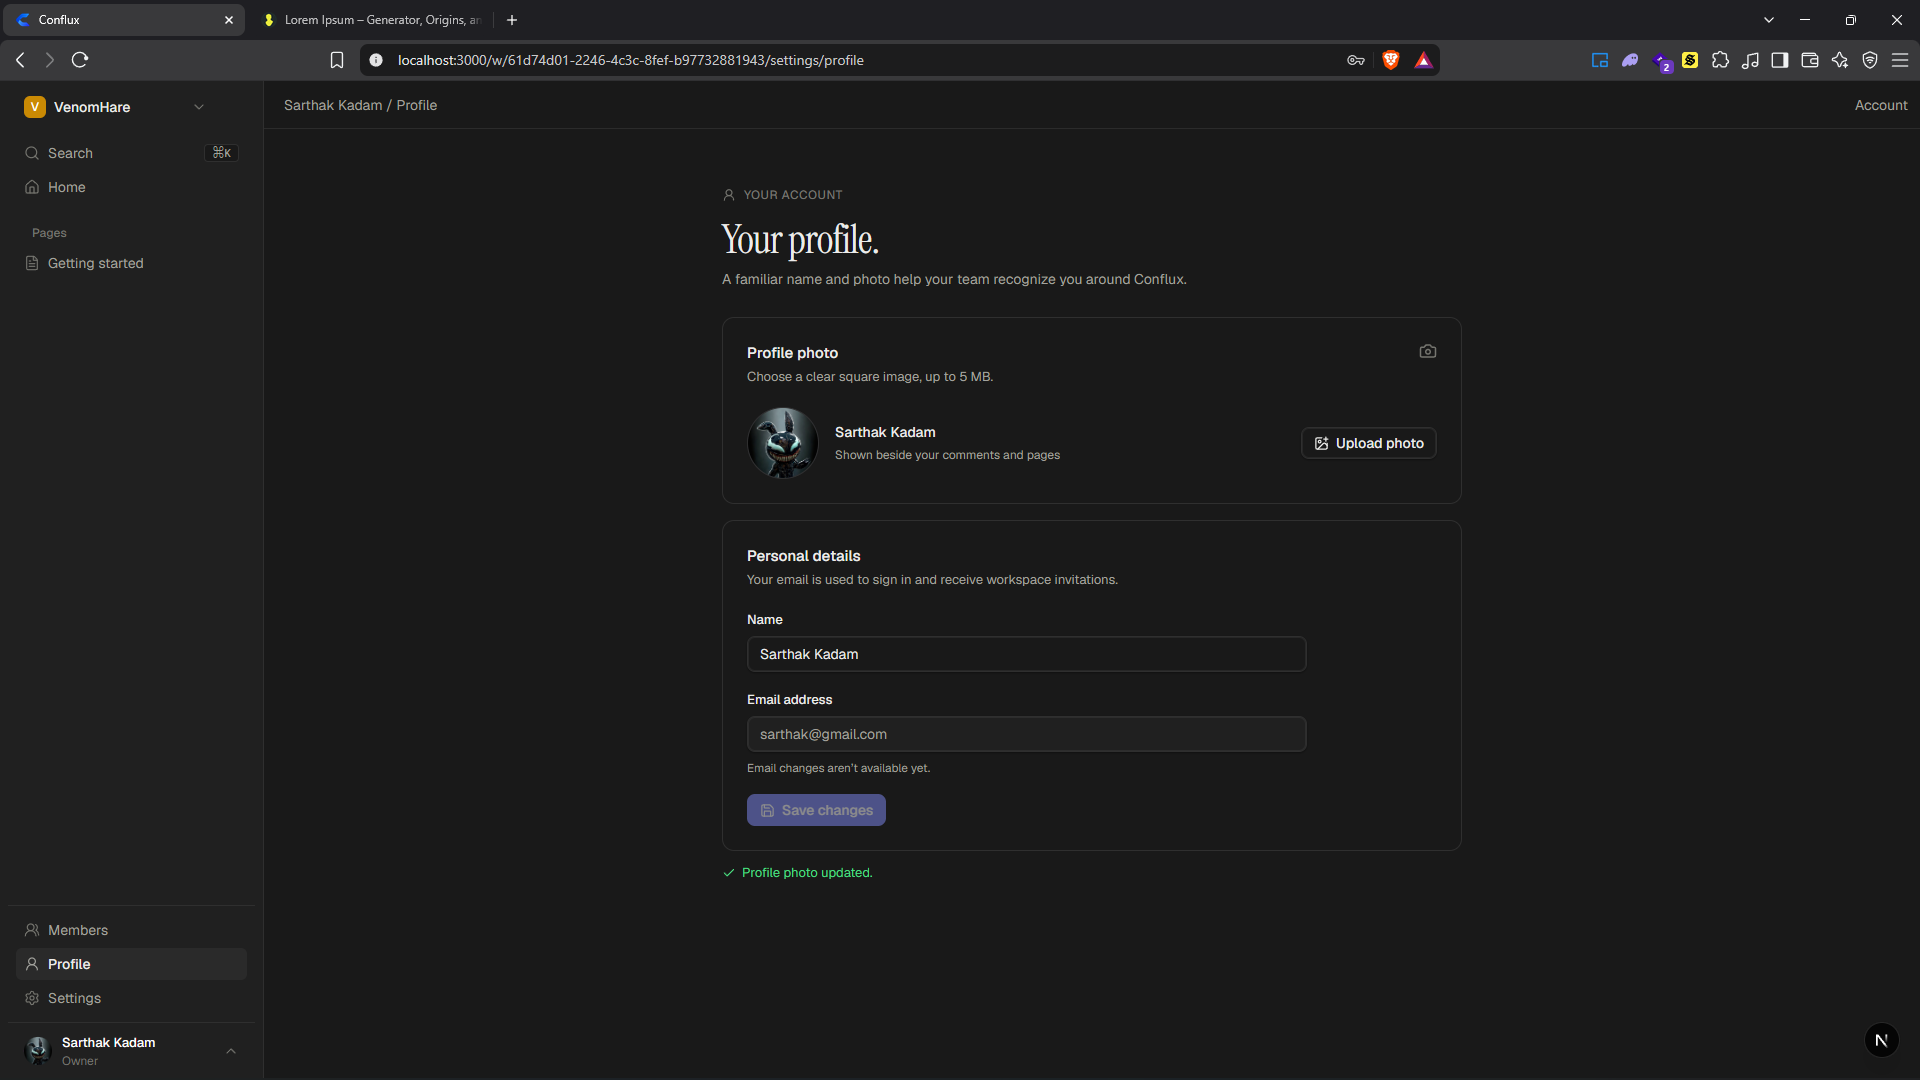 Conflux
Lorem Ipsum – Generator, Origins, an
localhost:3000/w/61d74d01-2246-4c3c-8fef-b97732881943/settings/profile
2
V VenomHare
Search ⌘K
Home
Pages
Getting started
Sarthak Kadam / Profile
Account
YOUR ACCOUNT
Your profile.
A familiar name and photo help your team recognize you around Conflux.
Profile photo
Choose a clear square image, up to 5 MB.
Sarthak Kadam
Shown beside your comments and pages
Upload photo
Personal details
Your email is used to sign in and receive workspace invitations.
Name
Sarthak Kadam
Email address
sarthak@gmail.com
Email changes aren't available yet.
Save changes
Profile photo updated.
Members
Profile
Settings
Sarthak Kadam
Owner
N